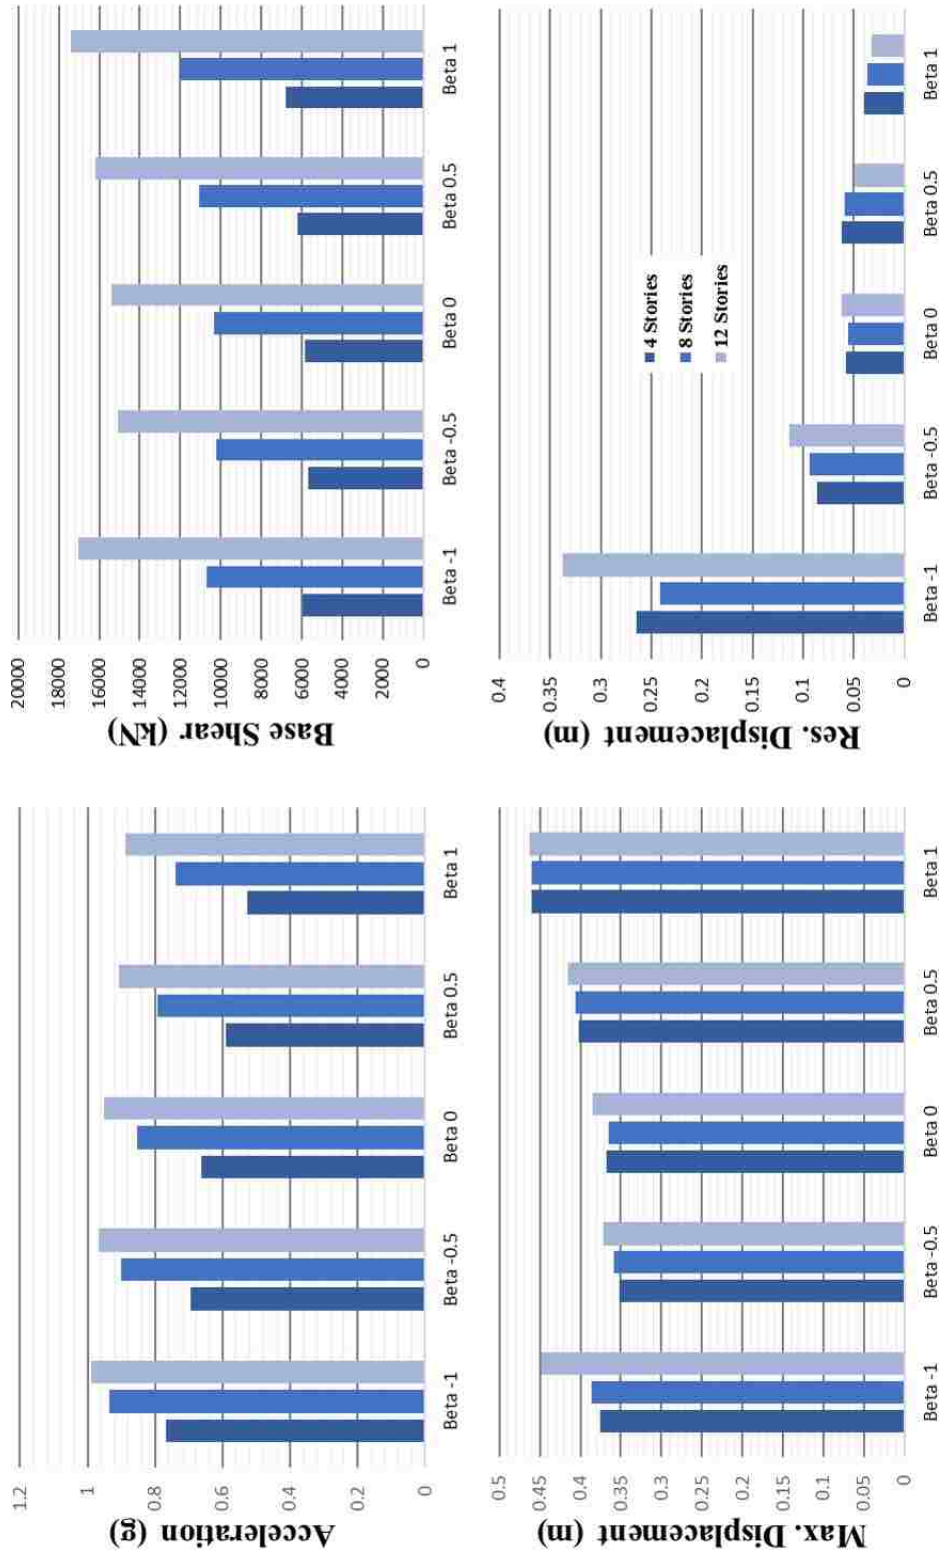 1.2
1
0.8
0.6
0.4
0.2
0
Acceleration (g)
Beta -1
Beta -0.5
Beta 0
Beta 0.5
Beta 1
20000
18000
16000
14000
12000
10000
8000
6000
4000
2000
0
Base Shear (kN)
Beta -1
Beta -0.5
Beta 0
Beta 0.5
Beta 1
0.5
0.45
0.4
0.35
0.3
0.25
0.2
0.15
0.1
0.05
0
Max. Displacement (m)
Beta -1
Beta -0.5
Beta 0
Beta 0.5
Beta 1
0.4
0.35
0.3
0.25
0.2
0.15
0.1
0.05
0
Res. Displacement (m)
Beta -1
Beta -0.5
Beta 0
Beta 0.5
Beta 1
4 Stories
8 Stories
12 Stories